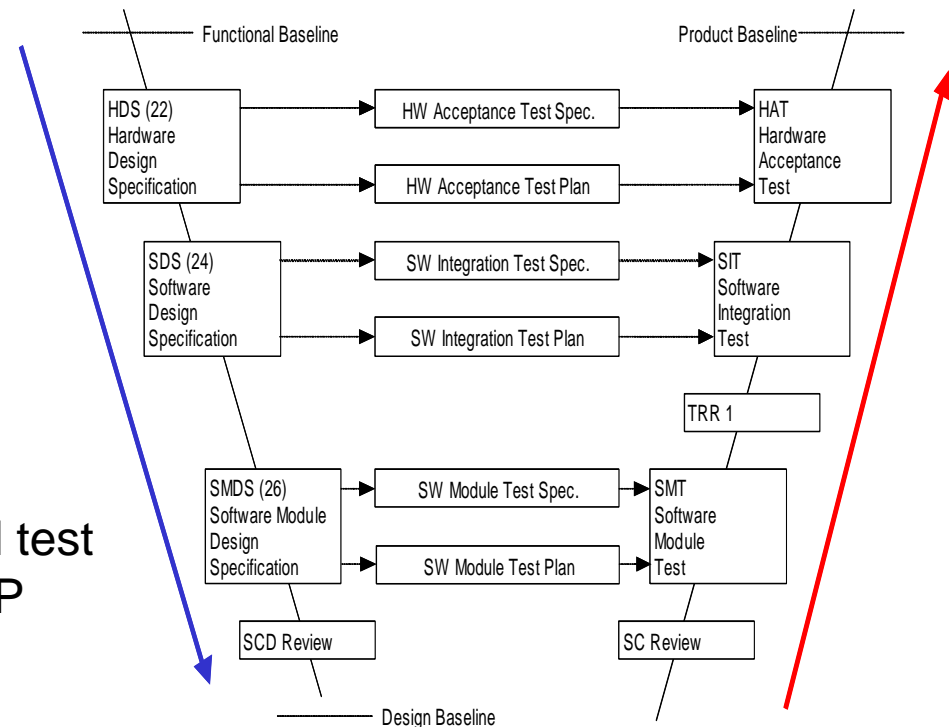 Functional Baseline
Product Baseline
HDS (22)
Hardware
Design
Specification
HW Acceptance Test Spec.
HW Acceptance Test Plan
HAT
Hardware
Acceptance
Test
SDS (24)
Software
Design
Specification
SW Integration Test Spec.
SW Integration Test Plan
SIT
Software
Integration
Test
TRR 1
SMDS (26)
Software Module
Design
Specification
SW Module Test Spec.
SW Module Test Plan
SMT
Software
Module
Test
test
P
SCD Review
SC Review
Design Baseline